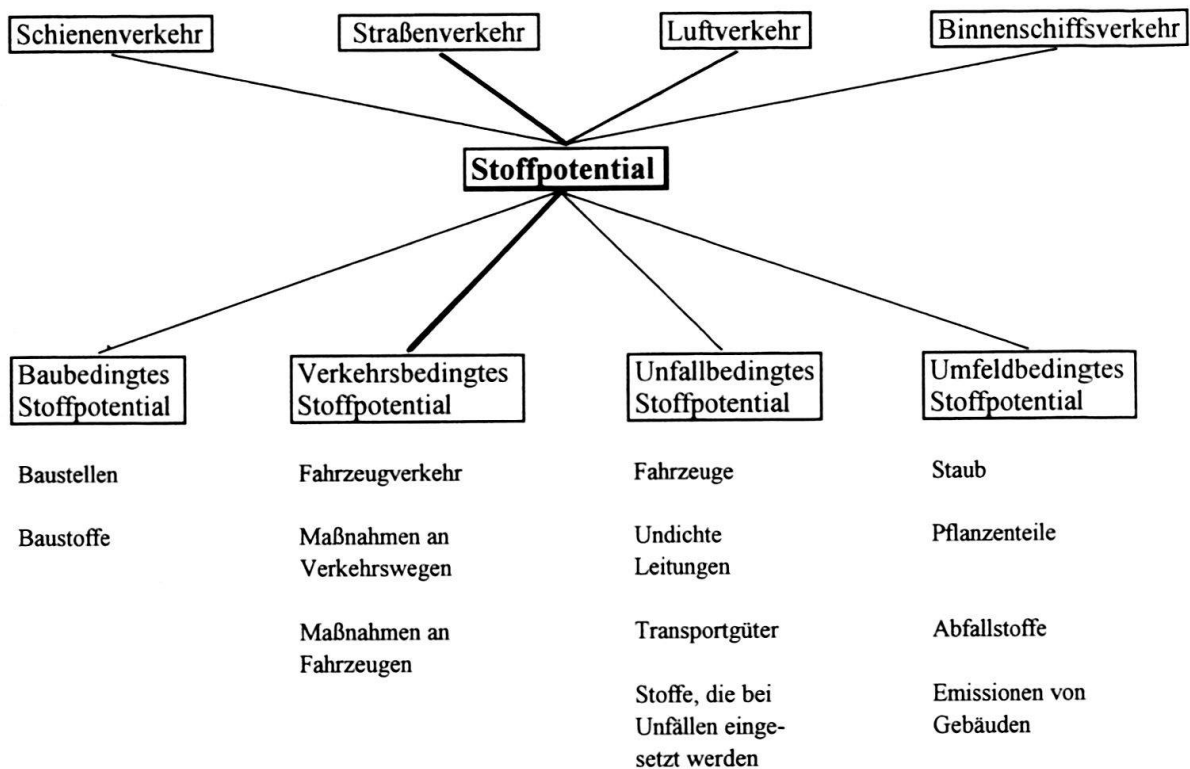 Schienenverkehr
Straßenverkehr
Luftverkehr
Binnenschiffsverkehr
Stoffpotential
Baubedingtes
Stoffpotential
Verkehrsbedingtes
Stoffpotential
Unfallbedingtes
Stoffpotential
Umfeldbedingtes
Stoffpotential
Baustellen
Baustoffe
Fahrzeugverkehr
Maßnahmen an
Verkehrswegen
Maßnahmen an
Fahrzeugen
Fahrzeuge
Undichte
Leitungen
Transportgüter
Stoffe, die bei
Unfällen einge-
setzt werden
Staub
Pflanzenteile
Abfallstoffe
Emissionen von
Gebäuden